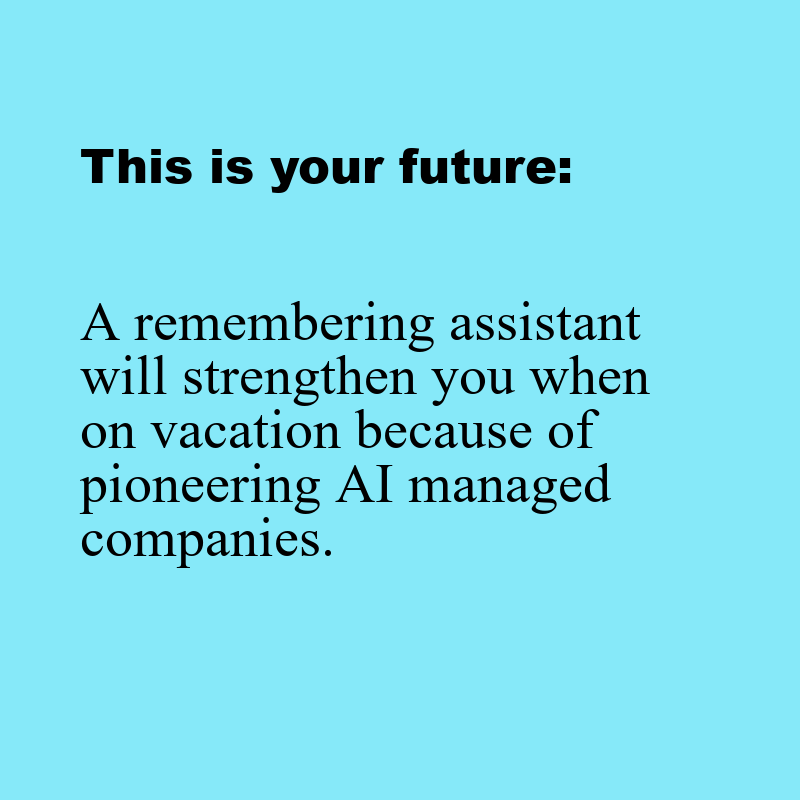 This is your future:
A remembering assistant
will strengthen you when
on vacation because of
pioneering AI managed
companies.